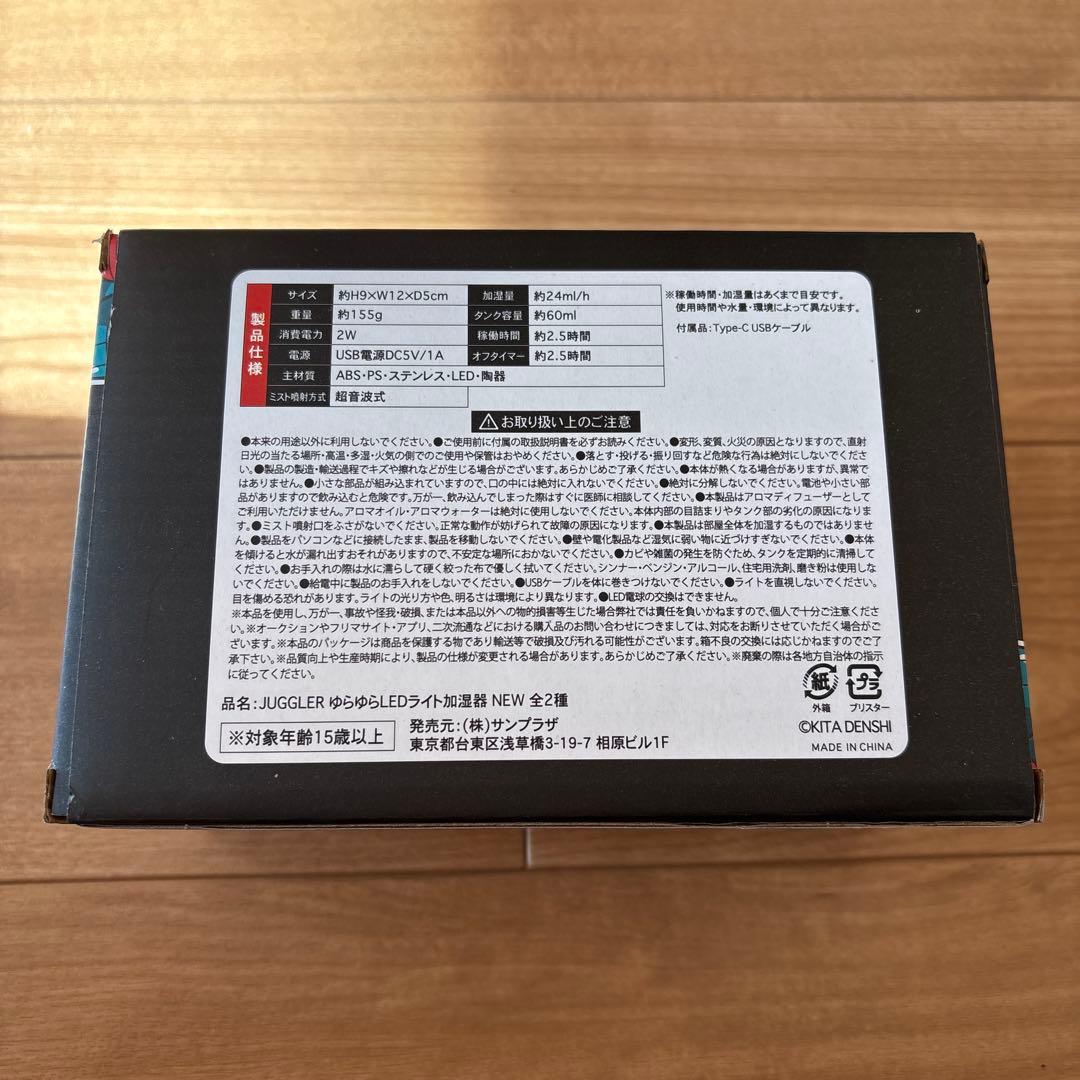 製品仕様
サイズ 約H9×W12×D5cm 加湿量 約24ml/h
重量 約155g タンク容量 約60ml
消費電力 2W 稼働時間 約2.5時間
電源 USB電源DC5V/1A オフタイマー 約2.5時間
主材質 ABS・PS・ステンレス・LED・陶器
ミスト噴射方式 超音波式
※稼働時間・加湿量はあくまで目安です。
使用時間や水量・環境によって異なります。
付属品:Type-C USBケーブル
⚠お取り扱い上のご注意
●本来の用途以外に利用しないでください。●ご使用前に付属の取扱説明書を必ずお読みください。●変形、変質、火災の原因となりますので、直射
日光の当たる場所・高温・多湿・火気の側でのご使用や保管はおやめください。●落とす・投げる・振り回すなど危険な行為は絶対にしないでくださ
い。●製品の製造・輸送過程でキズや擦れなどが生じる場合がございます。あらかじめご了承ください。●本体が熱くなる場合がありますが、異常で
はありません。●小さな部品が組み込まれていますので、口の中には絶対に入れないでください。●絶対に分解しないでください。電池や小さい部
品がありますので飲み込むと危険です。万が一、飲み込んでしまった際はすぐに医師に相談してください。●本製品はアロマディフューザーとして
ご利用いただけません。アロマオイル・アロマウォーターは絶対に使用しないでください。本体内部の目詰まりやタンク部の劣化の原因になりま
す。●ミスト噴射口をふさがないでください。正常な動作が妨げられて故障の原因になります。●本製品は部屋全体を加湿するものではありませ
ん。●製品をパソコンなどに接続したまま、製品を移動しないでください。●壁や電化製品など湿気に弱い物に近づけすぎないでください。●本体
を傾けると水が漏れ出すおそれがありますので、不安定な場所におかないでください。●カビや雑菌の発生を防ぐため、タンクを定期的に清掃して
ください。●お手入れの際は水に濡らして硬く絞った布で優しく拭いてください。シンナー・ベンジン・アルコール、住宅用洗剤、磨き粉は使用しな
いでください。●給電中に製品のお手入れをしないでください。●USBケーブルを体に巻きつけないでください。●ライトを直視しないでください。
目を傷める恐れがあります。ライトの光り方や色、明るさは環境により異なります。●LED電球の交換はできません。
※本品を使用し、万が一、事故や怪我・破損、または本品以外への物的損害等生じた場合弊社では責任を負いかねますので、個人で十分ご注意くださ
い。※オークションやフリマサイト・アプリ、二次流通などにおける購入品のお問い合わせにつきましては、対応をお断りさせていただく場合がご
ざいます。※本品のパッケージは商品を保護する物であり輸送等で破損及び汚れる可能性がございます。箱不良の交換には応じかねますのでご了
承下さい。※品質向上や生産時期により、製品の仕様が変更される場合があります。あらかじめご了承ください。※廃棄の際は各地方自治体の指示
に従ってください。
品名:JUGGLER ゆらゆらLEDライト加湿器 NEW 全2種
※対象年齢15歳以上
発売元:(株)サンプラザ
東京都台東区浅草橋3-19-7 相原ビル1F
紙 プラ
外箱 ブリスター
©KITA DENSHI
MADE IN CHINA